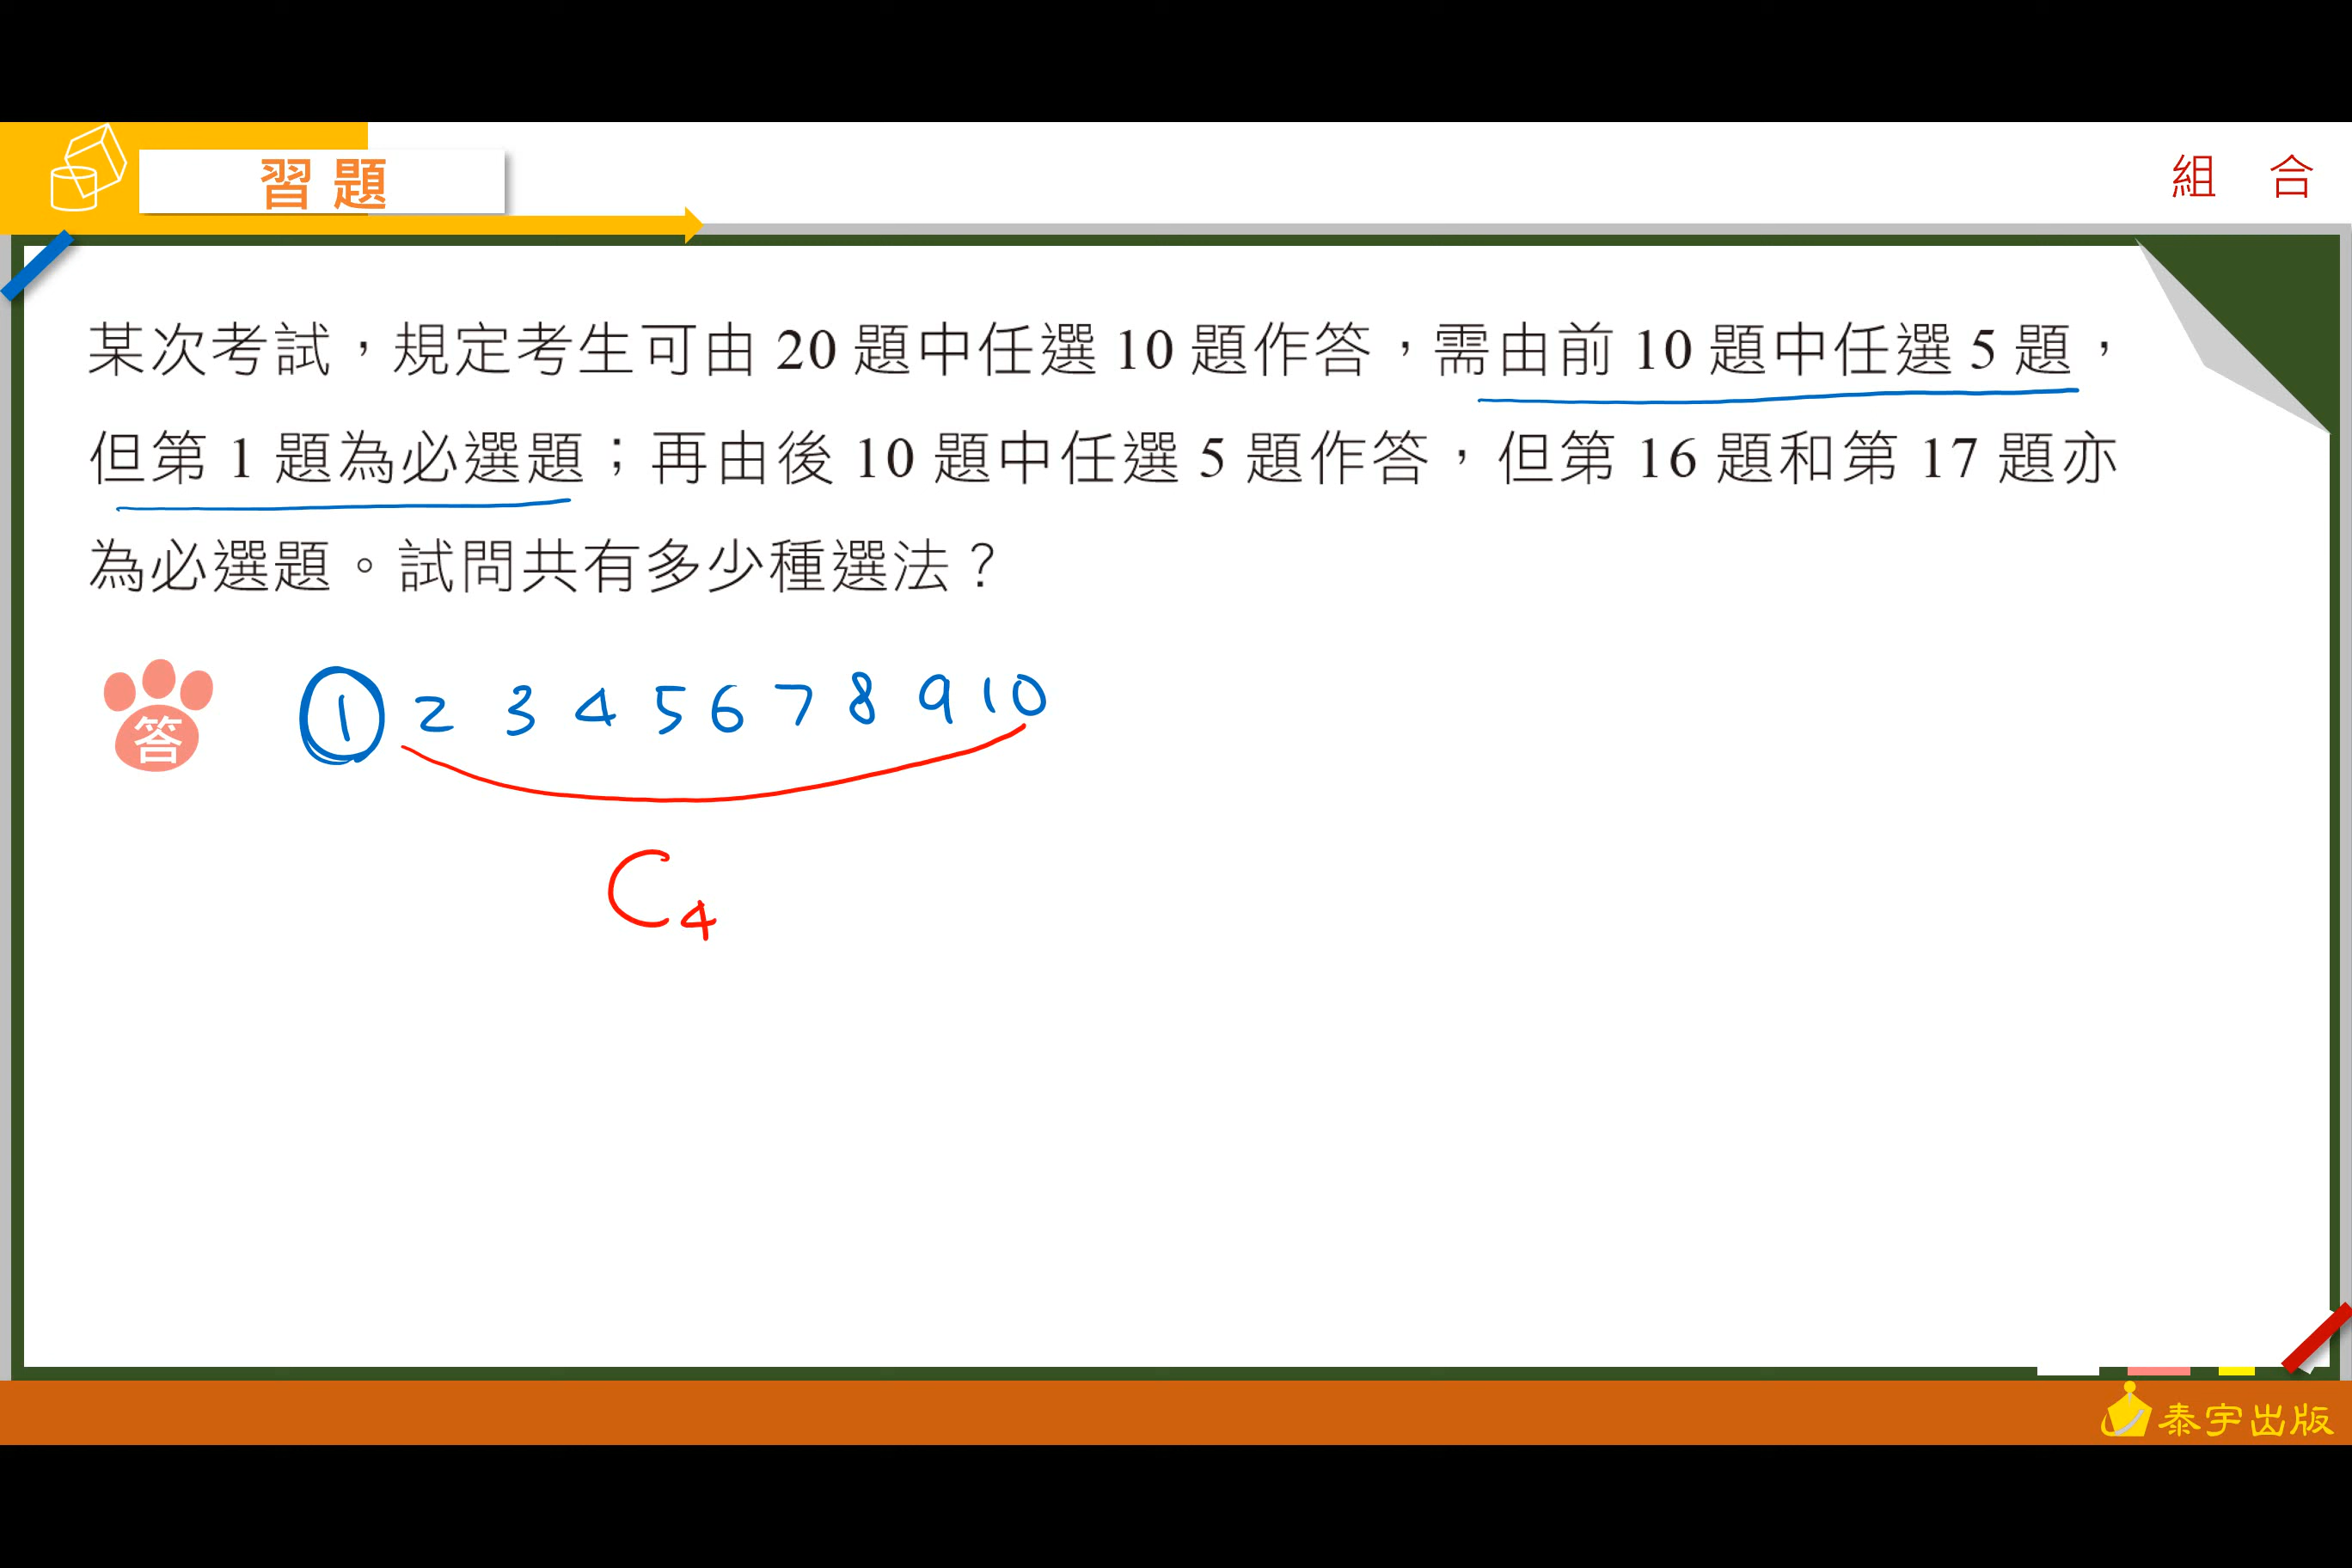 習題
組 合
某次考試，規定考生可由 20 題中任選 10 題作答，需由前 10 題中任選 5 題，
但第 1 題為必選題；再由後 10 題中任選 5 題作答，但第 16 題和第 17 題亦
為必選題。試問共有多少種選法？
答
1 2 3 4 5 6 7 8 9 10
C4
泰宇出版